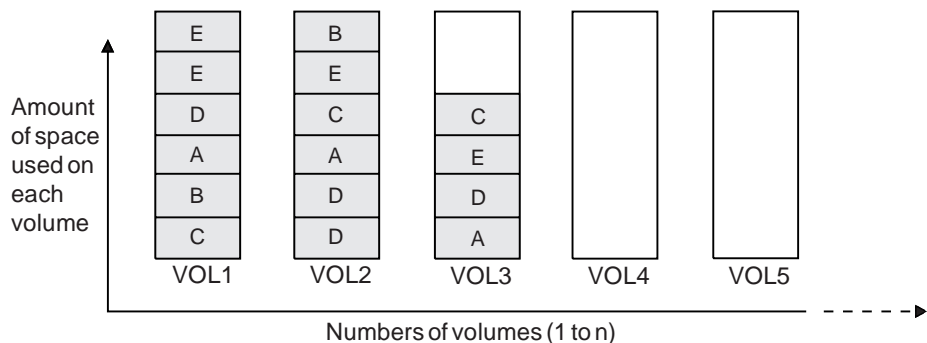 E
E
D
A
B
C
VOL1
B
E
C
A
D
D
VOL2
C
E
D
A
VOL3
VOL4
VOL5
Amount
of space
used on
each
volume
Numbers of volumes (1 to n)